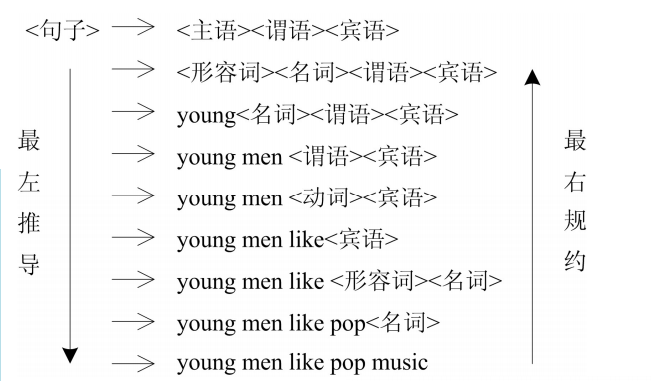 <句子> → <主语><谓语><宾语>
→ <形容词><名词><谓语><宾语>
→ young<名词><谓语><宾语>
→ young men <谓语><宾语>
→ young men <动词><宾语>
→ young men like<宾语>
→ young men like <形容词><名词>
→ young men like pop<名词>
→ young men like pop music
最左推导
最右规约